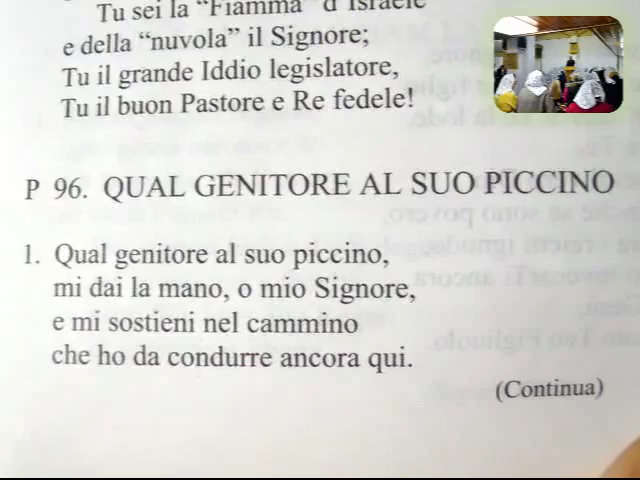 Tu sei la “Fiamma” d’Israele
e della “nuvola” il Signore;
Tu il grande Iddio legislatore,
Tu il buon Pastore e Re fedele!
P 96. QUAL GENITORE AL SUO PICCINO
1. Qual genitore al suo piccino,
mi dai la mano, o mio Signore,
e mi sostieni nel cammino
che ho da condurre ancora qui.
(Continua)